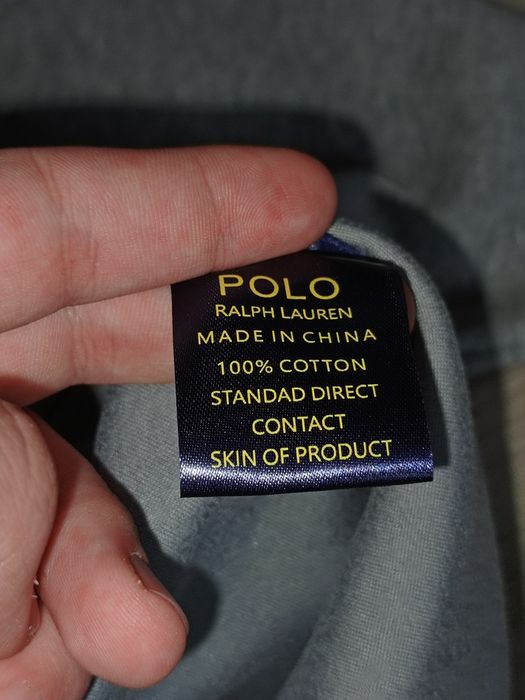 POLO
RALPH LAUREN
MADE IN CHINA
100% COTTON
STANDAD DIRECT
CONTACT
SKIN OF PRODUCT